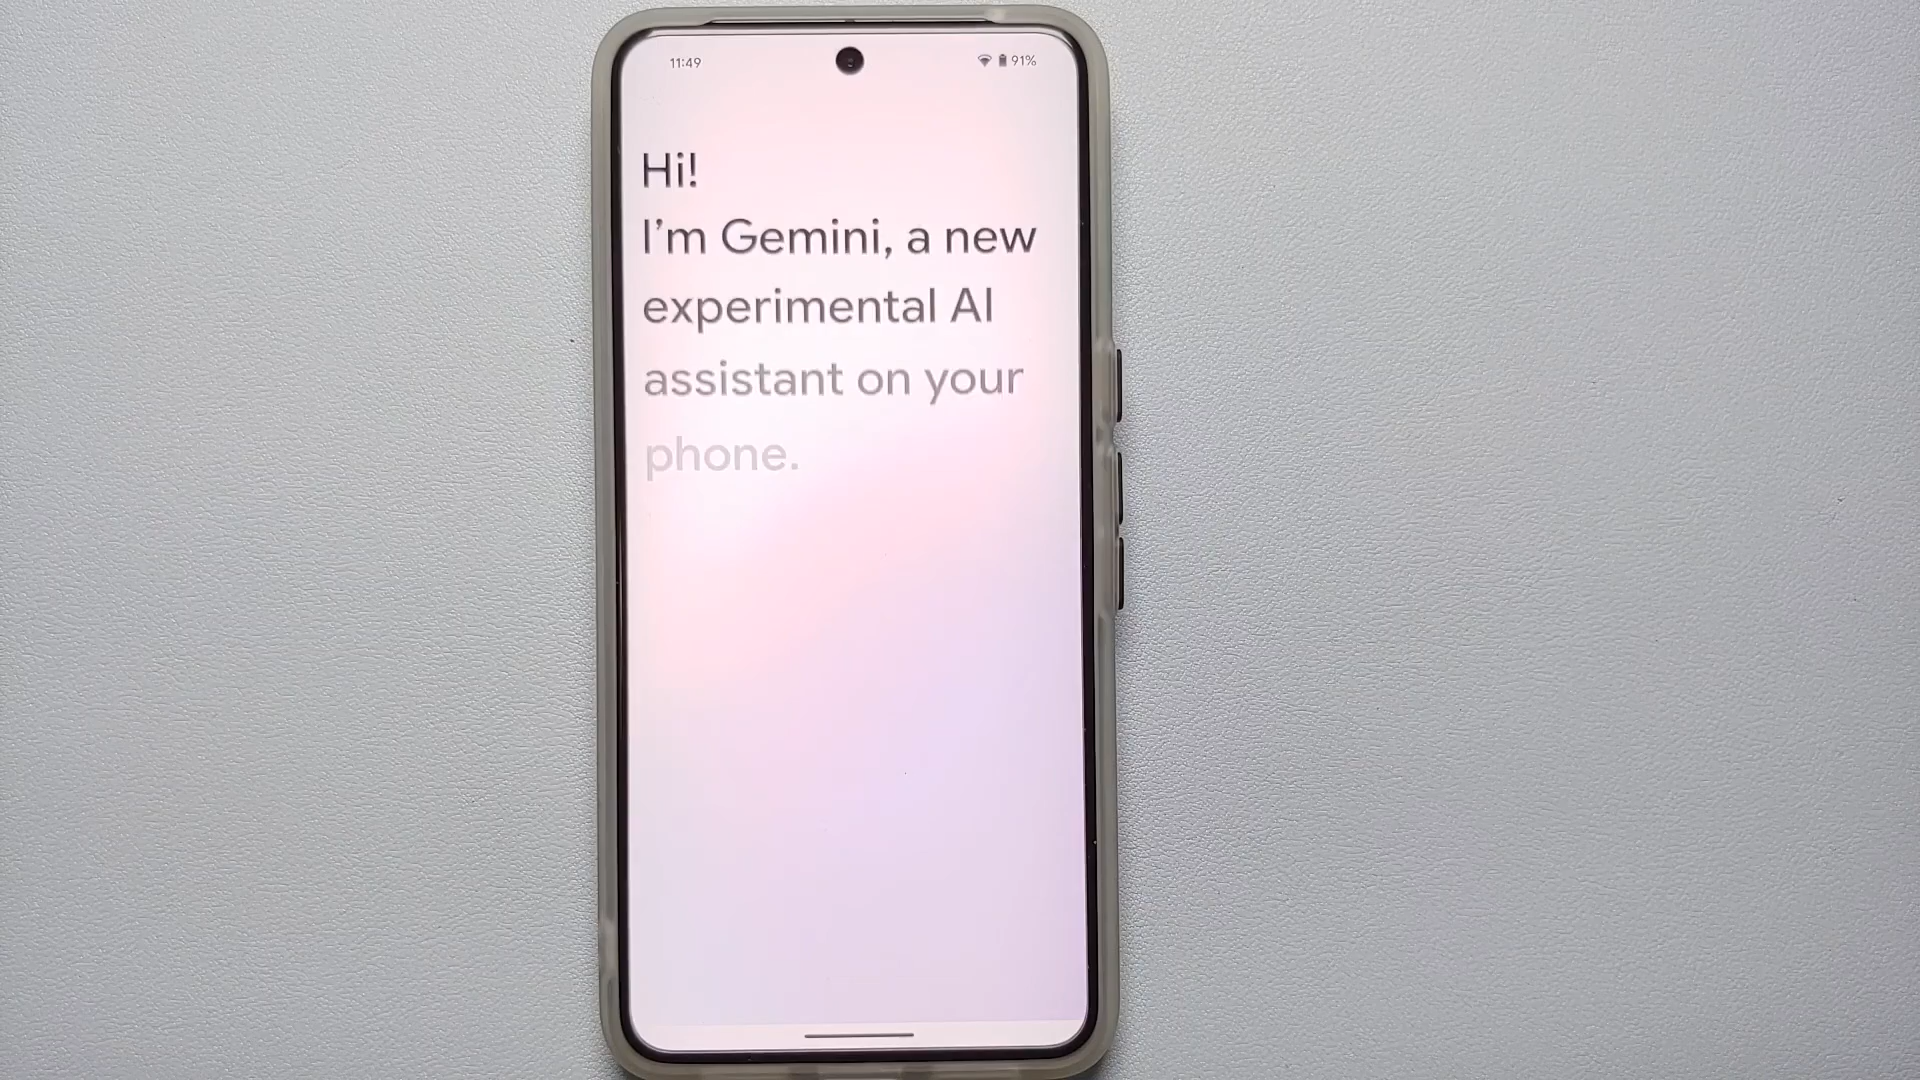 11:49
91%
Hi!
I'm Gemini, a new
experimental AI
assistant on your
phone.